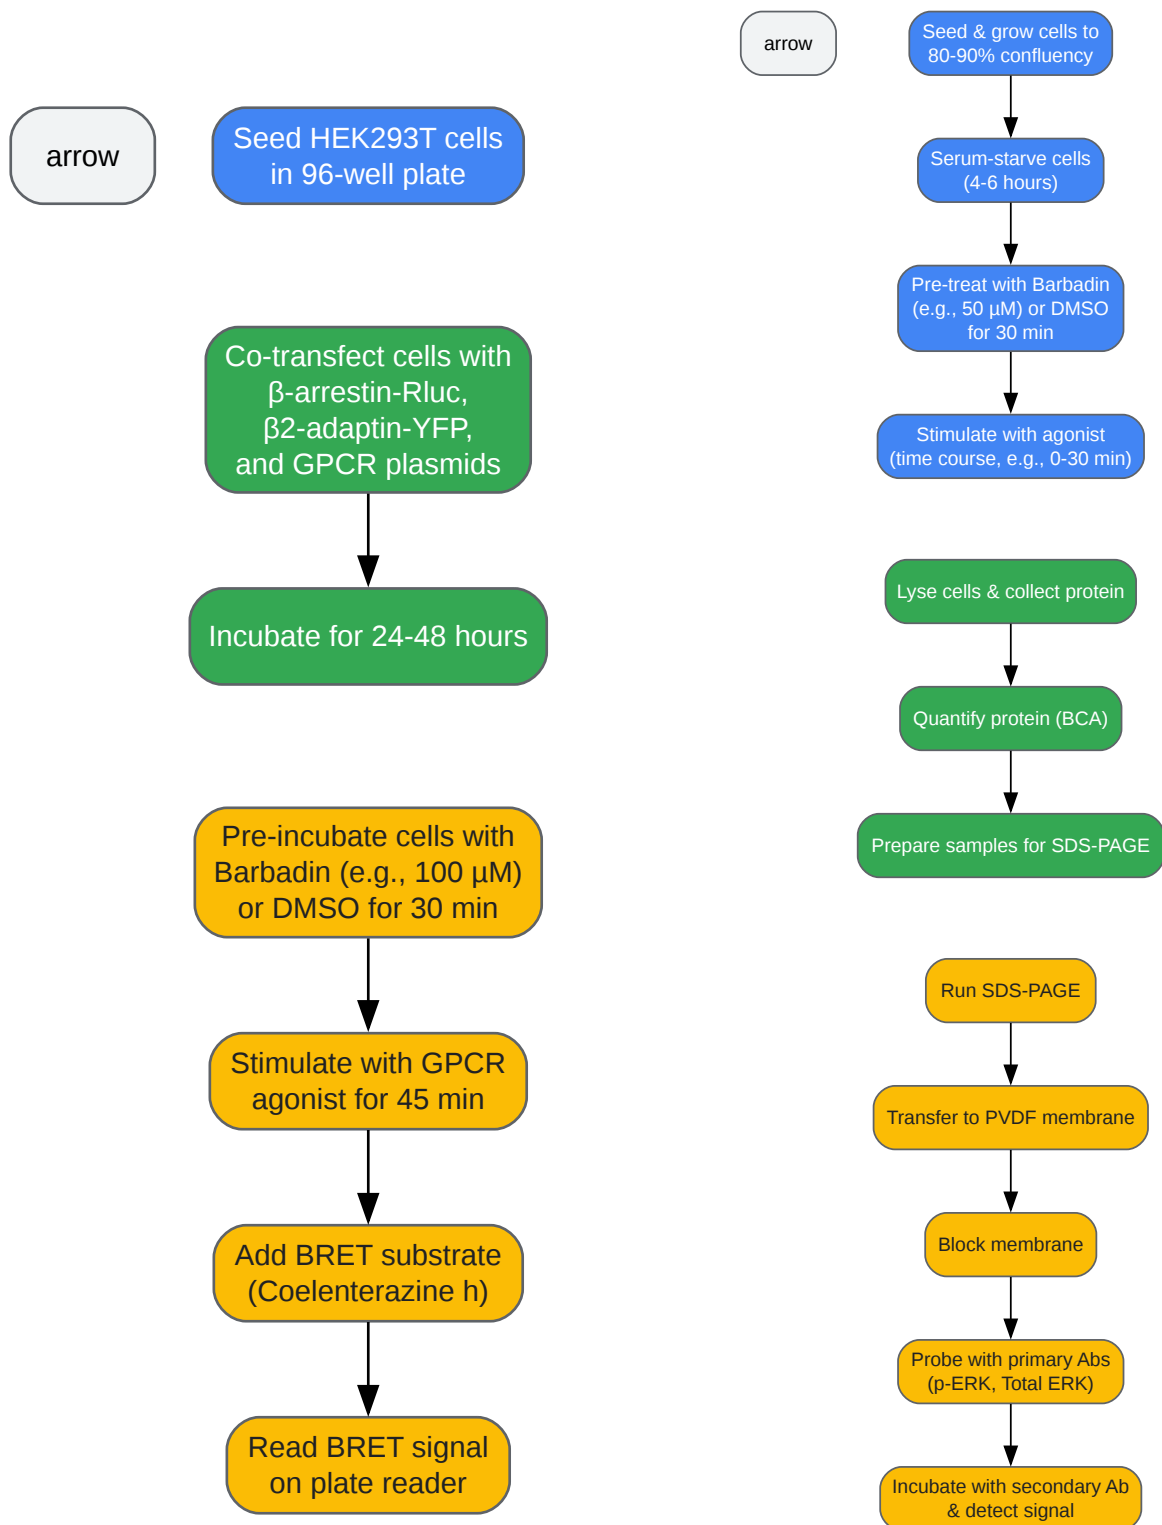 arrow
Seed HEK293T cells
in 96-well plate
Co-transfect cells with
β-arrestin-Rluc,
β2-adaptin-YFP,
and GPCR plasmids
Incubate for 24-48 hours
Pre-incubate cells with
Barbadin (e.g., 100 µM)
or DMSO for 30 min
Stimulate with GPCR
agonist for 45 min
Add BRET substrate
(Coelenterazine h)
Read BRET signal
on plate reader
arrow
Seed & grow cells to
80-90% confluency
Serum-starve cells
(4-6 hours)
Pre-treat with Barbadin
(e.g., 50 µM) or DMSO
for 30 min
Stimulate with agonist
(time course, e.g., 0-30 min)
Lyse cells & collect protein
Quantify protein (BCA)
Prepare samples for SDS-PAGE
Run SDS-PAGE
Transfer to PVDF membrane
Block membrane
Probe with primary Abs
(p-ERK, Total ERK)
Incubate with secondary Ab
& detect signal